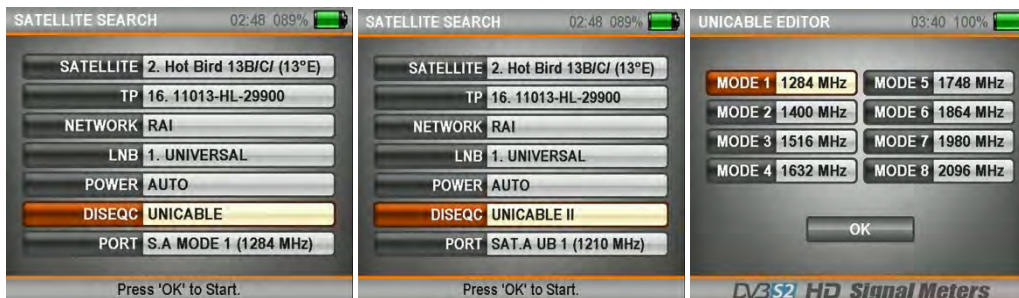 SATELLITE SEARCH 02:48 089%
SATELLITE 2. Hot Bird 13B/C/ (13°E)
TP 16. 11013-HL-29900
NETWORK RAI
LNB 1. UNIVERSAL
POWER AUTO
DISEQC UNICABLE
PORT S.A MODE 1 (1284 MHz)
Press 'OK' to Start.
SATELLITE SEARCH 02:48 089%
SATELLITE 2. Hot Bird 13B/C/ (13°E)
TP 16. 11013-HL-29900
NETWORK RAI
LNB 1. UNIVERSAL
POWER AUTO
DISEQC UNICABLE II
PORT SAT.A UB 1 (1210 MHz)
Press 'OK' to Start.
UNICABLE EDITOR 03:40 100%
MODE 1 1284 MHz MODE 5 1748 MHz
MODE 2 1400 MHz MODE 6 1864 MHz
MODE 3 1516 MHz MODE 7 1980 MHz
MODE 4 1632 MHz MODE 8 2096 MHz
OK
DVBS2 HD Signal Meters